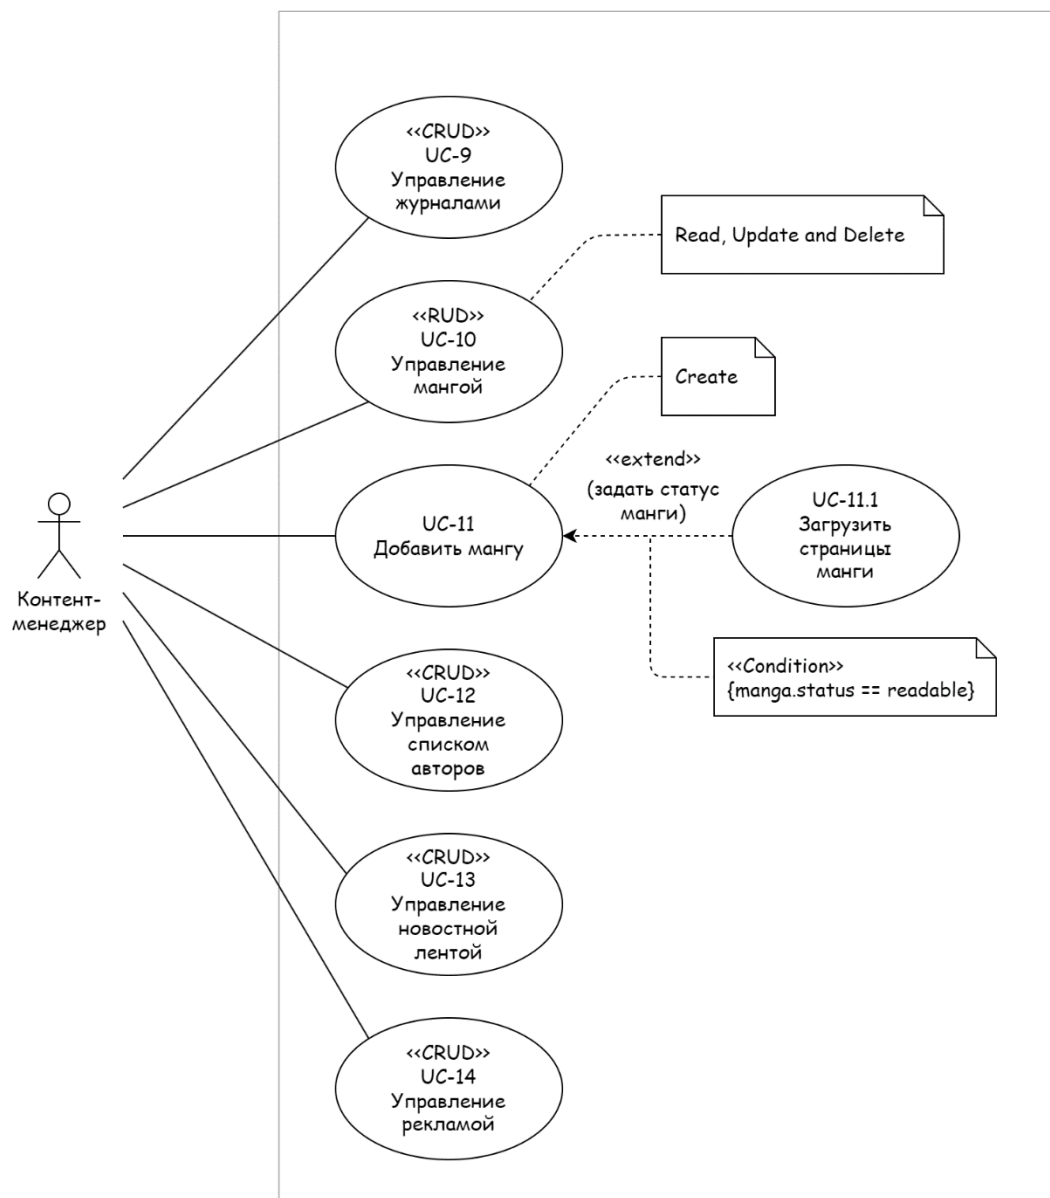 <<CRUD>>
UC-9
Управление
журналами
Read, Update and Delete
<<RUD>>
UC-10
Управление
мангой
Create
<<extend>>
(задать статус
манги)
UC-11
Добавить мангу
UC-11.1
Загрузить
страницы
манги
Контент-
менеджер
<<Condition>>
{manga.status == readable}
<<CRUD>>
UC-12
Управление
списком
авторов
<<CRUD>>
UC-13
Управление
новостной
лентой
<<CRUD>>
UC-14
Управление
рекламой